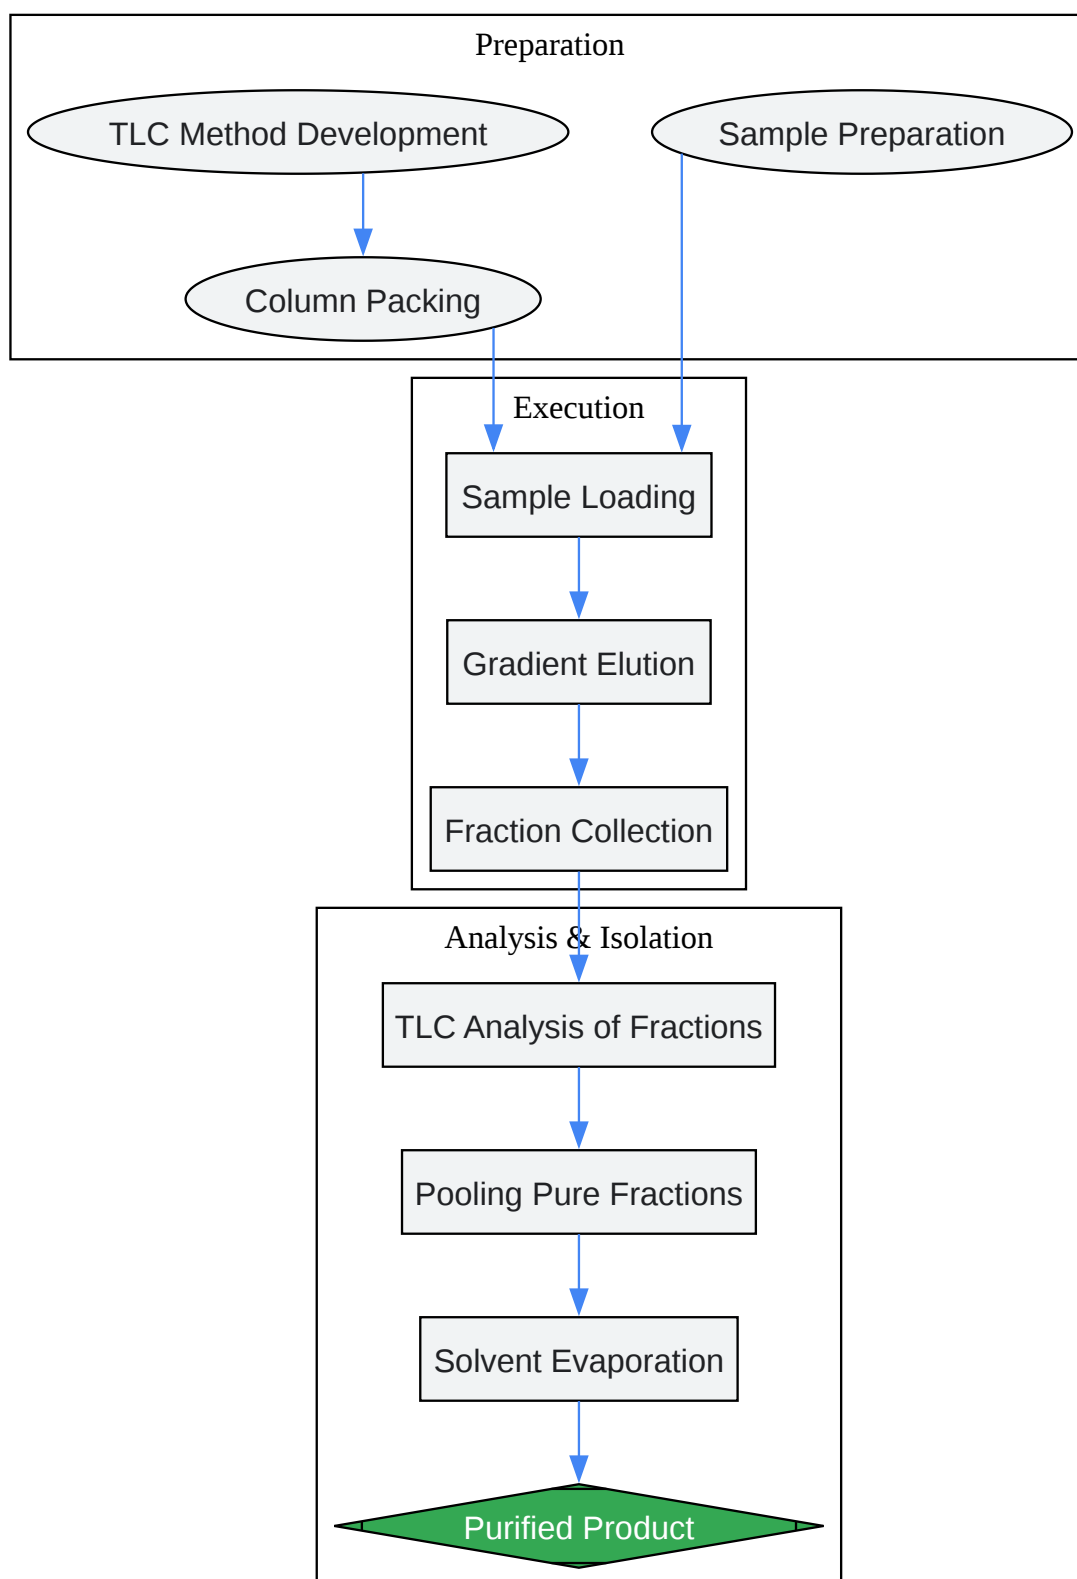 Preparation
TLC Method Development
Sample Preparation
Column Packing
Execution
Sample Loading
Gradient Elution
Fraction Collection
Analysis & Isolation
TLC Analysis of Fractions
Pooling Pure Fractions
Solvent Evaporation
Purified Product